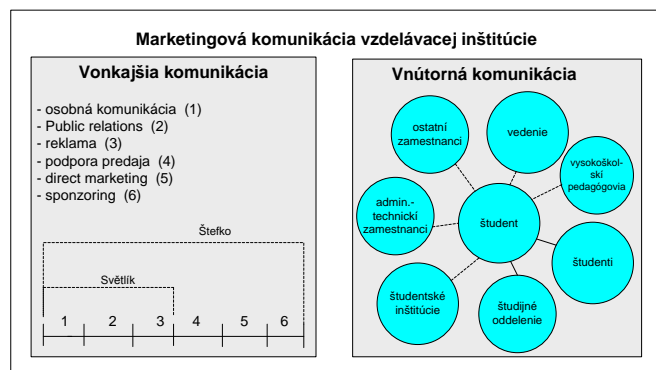 Marketingová komunikácia vzdelávacej inštitúcie
Vonkajšia komunikácia
- osobná komunikácia (1)
- Public relations (2)
- reklama (3)
- podpora predaja (4)
- direct marketing (5)
- sponzoring (6)
Štefko
Světlík
1 2 3 4 5 6
Vnútorná komunikácia
ostatní
zamestnanci
vedenie
vysokoškol-
skí
pedagógovia
admin.-
technickí
zamestnanci
študent
študenti
študentské
inštitúcie
študijné
oddelenie